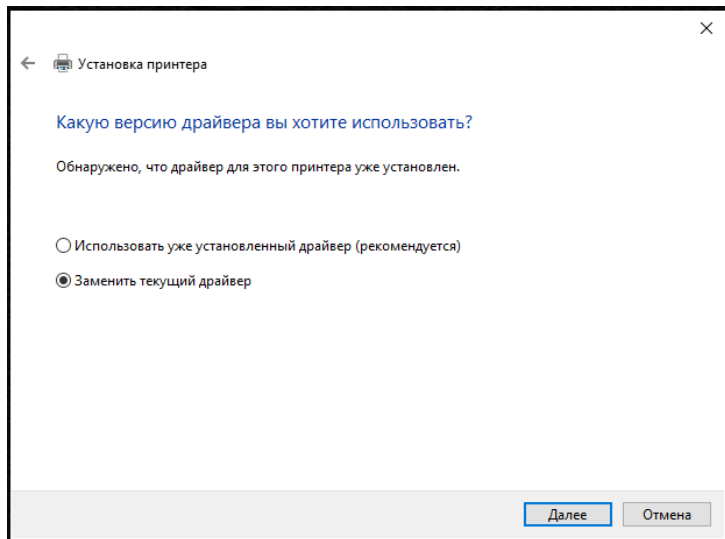 Установка принтера
Какую версию драйвера вы хотите использовать?
Обнаружено, что драйвер для этого принтера уже установлен.
Использовать уже установленный драйвер (рекомендуется)
Заменить текущий драйвер
Далее
Отмена